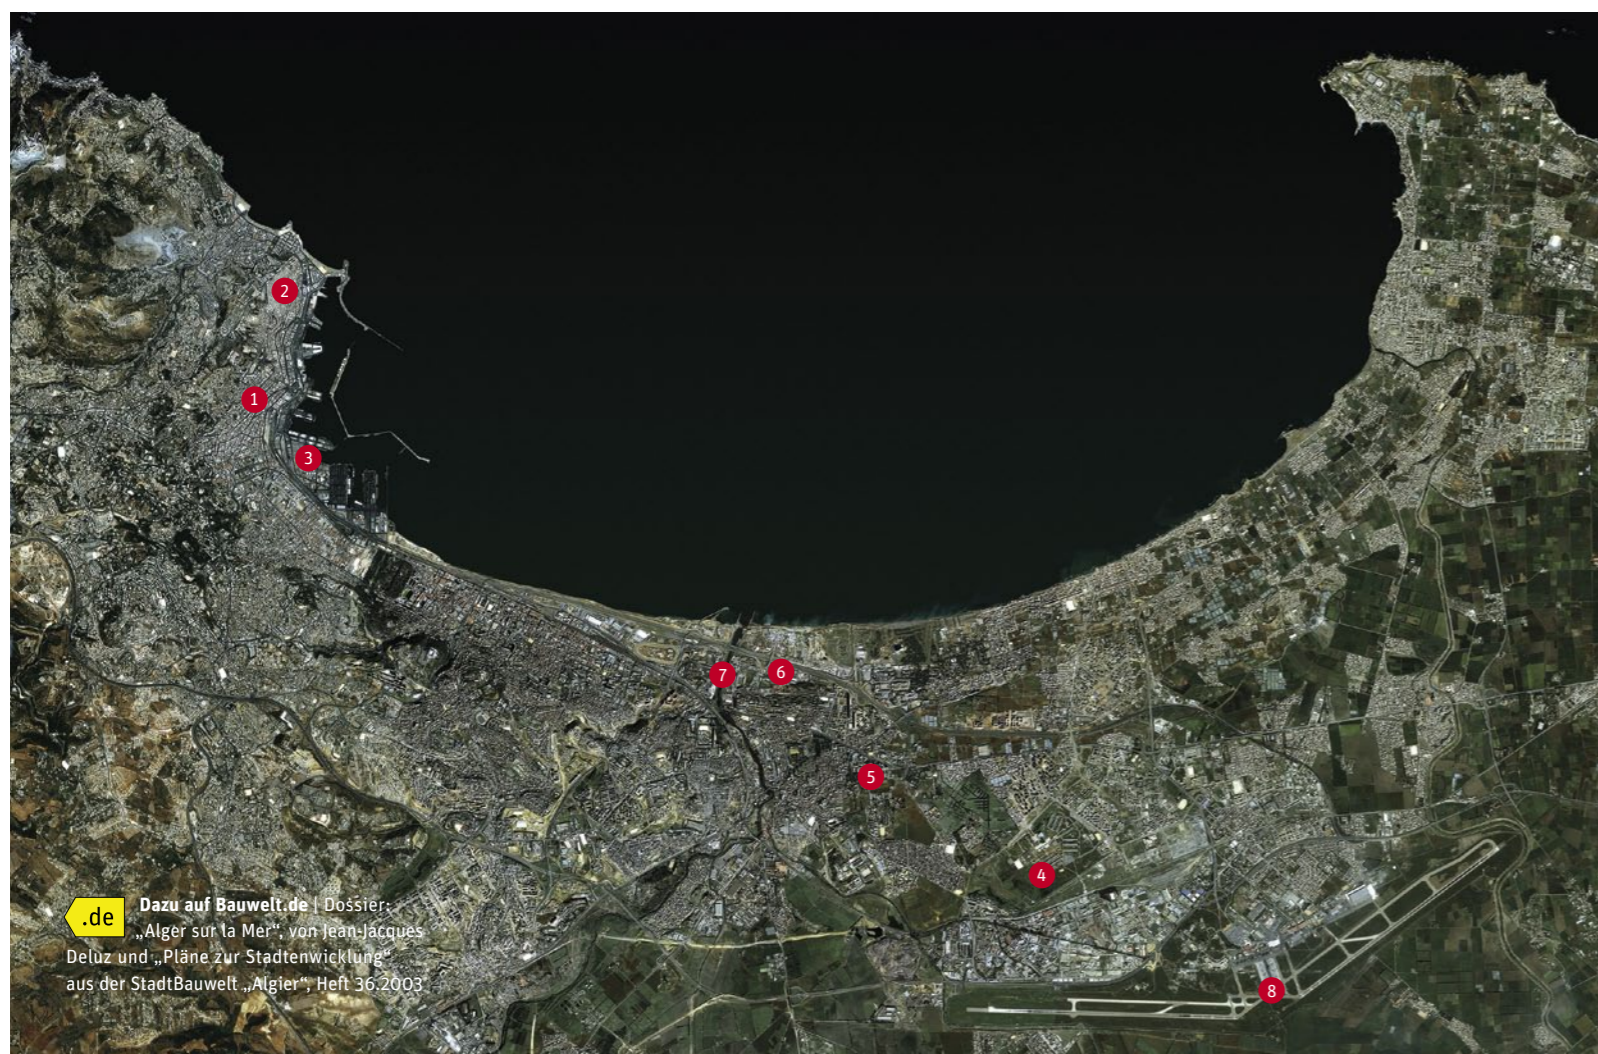 2
1
3
7
6
5
4
8
.de
Dazu auf Bauwelt.de | Dossier:
„Alger sur la Mer“, von Jean-Jacques
Deluz und „Pläne zur Stadtenwicklung“
aus der StadtBauwelt „Algier“, Heft 36.2003